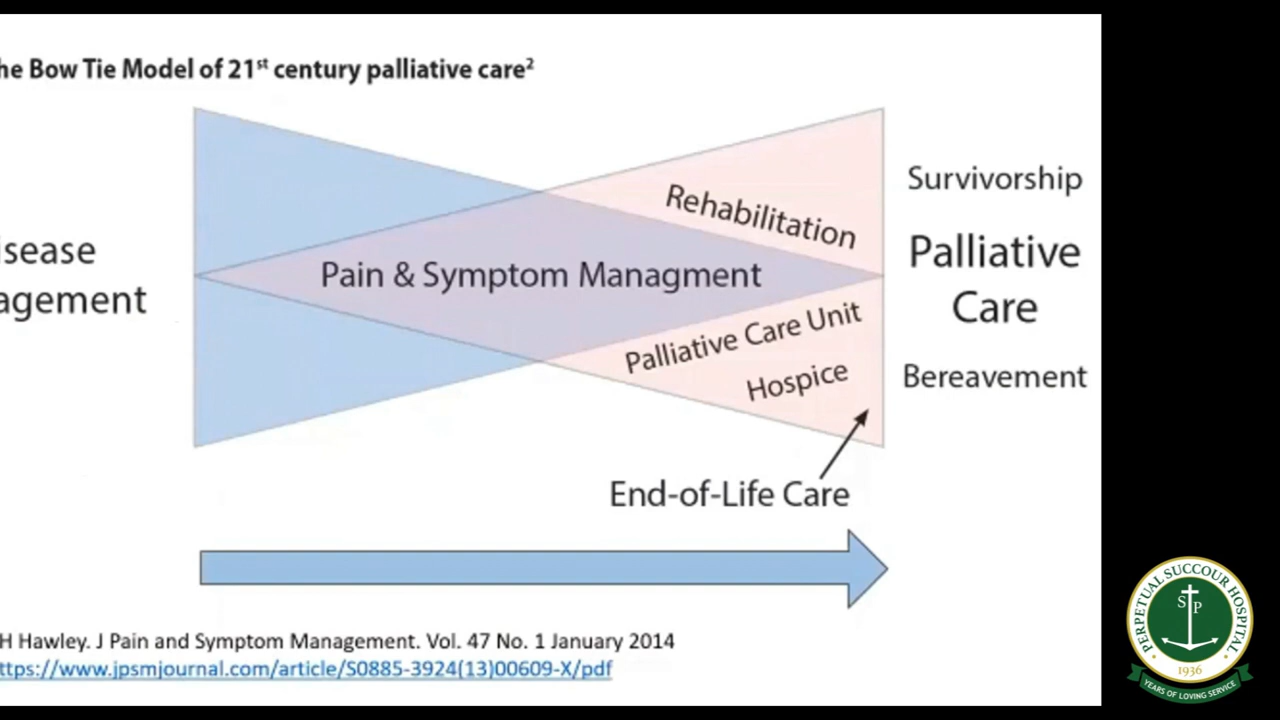 he Bow Tie Model of 21st century palliative care2
Survivorship
Rehabilitation
isease
agement
Pain & Symptom Managment
Palliative
Care
Palliative Care Unit
Hospice
Bereavement
End-of-Life Care
H Hawley. J Pain and Symptom Management. Vol. 47 No. 1 January 2014
ttps://www.jpsmjournal.com/article/S0885-3924(13)00609-X/pdf
PERPETUAL SUCCOUR HOSPITAL
S P
1936
YEARS OF LOVING SERVICE